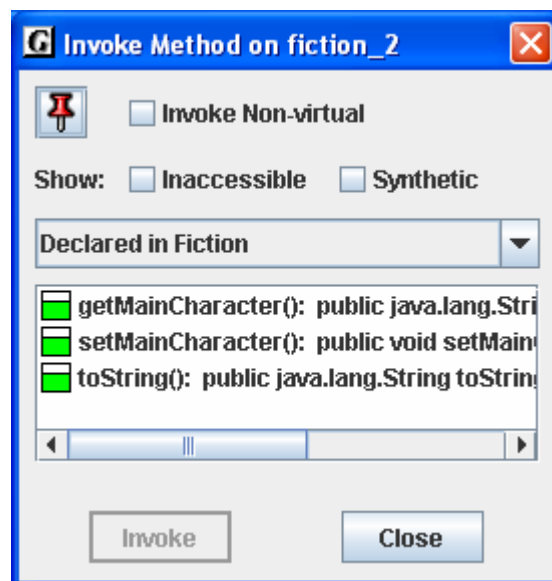 G Invoke Method on fiction_2
Invoke Non-virtual
Show: Inaccessible Synthetic
Declared in Fiction
getMainCharacter(): public java.lang.Stri
setMainCharacter(): public void setMain
toString(): public java.lang.String toString
Invoke Close